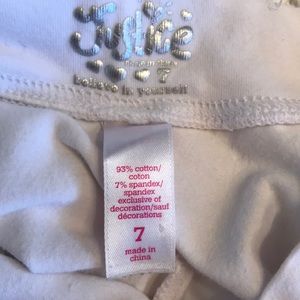 Justice
7
believe in yourself
93% cotton/
coton
7% spandex/
spandex
exclusive of
decoration/sauf
décorations
7
made in
china